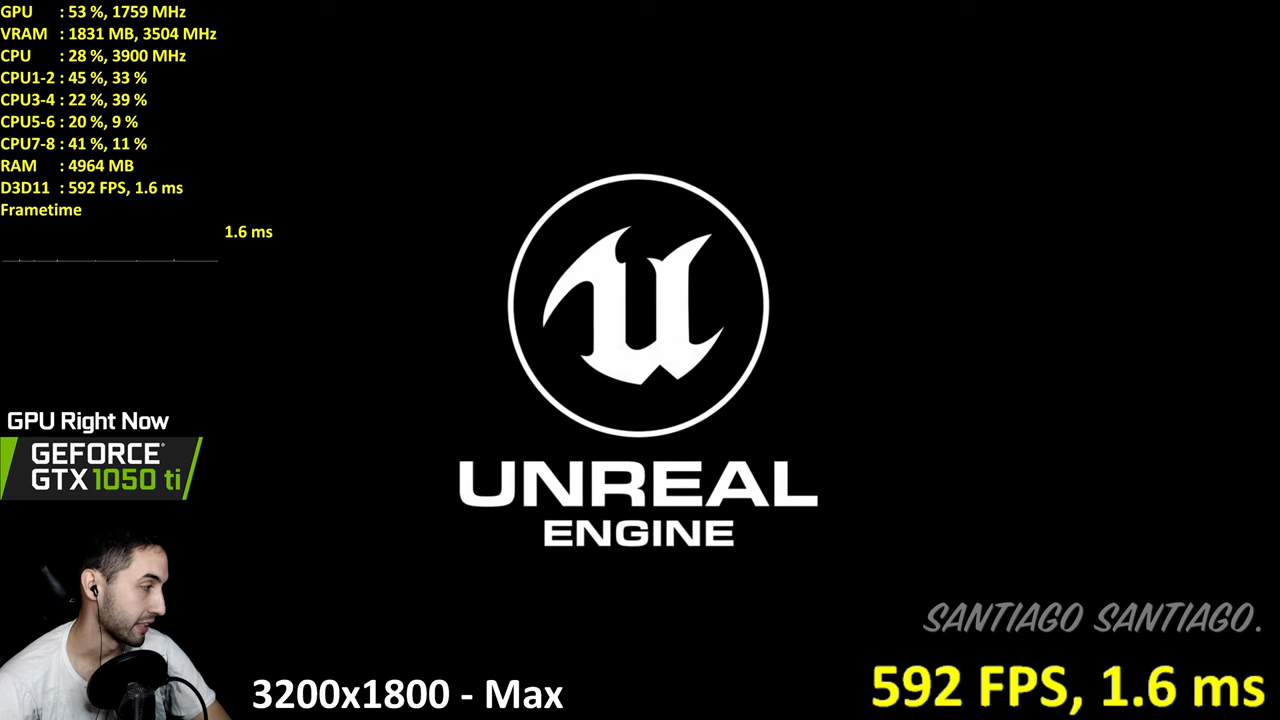 GPU : 53 %, 1759 MHz
VRAM : 1831 MB, 3504 MHz
CPU : 28 %, 3900 MHz
CPU1-2 : 45 %, 33 %
CPU3-4 : 22 %, 39 %
CPU5-6 : 20 %, 9 %
CPU7-8 : 41 %, 11 %
RAM : 4964 MB
D3D11 : 592 FPS, 1.6 ms
Frametime
1.6 ms
GPU Right Now
GEFORCE
GTX 1050 ti
UNREAL
ENGINE
SANTIAGO SANTIAGO.
3200x1800 - Max
592 FPS, 1.6 ms